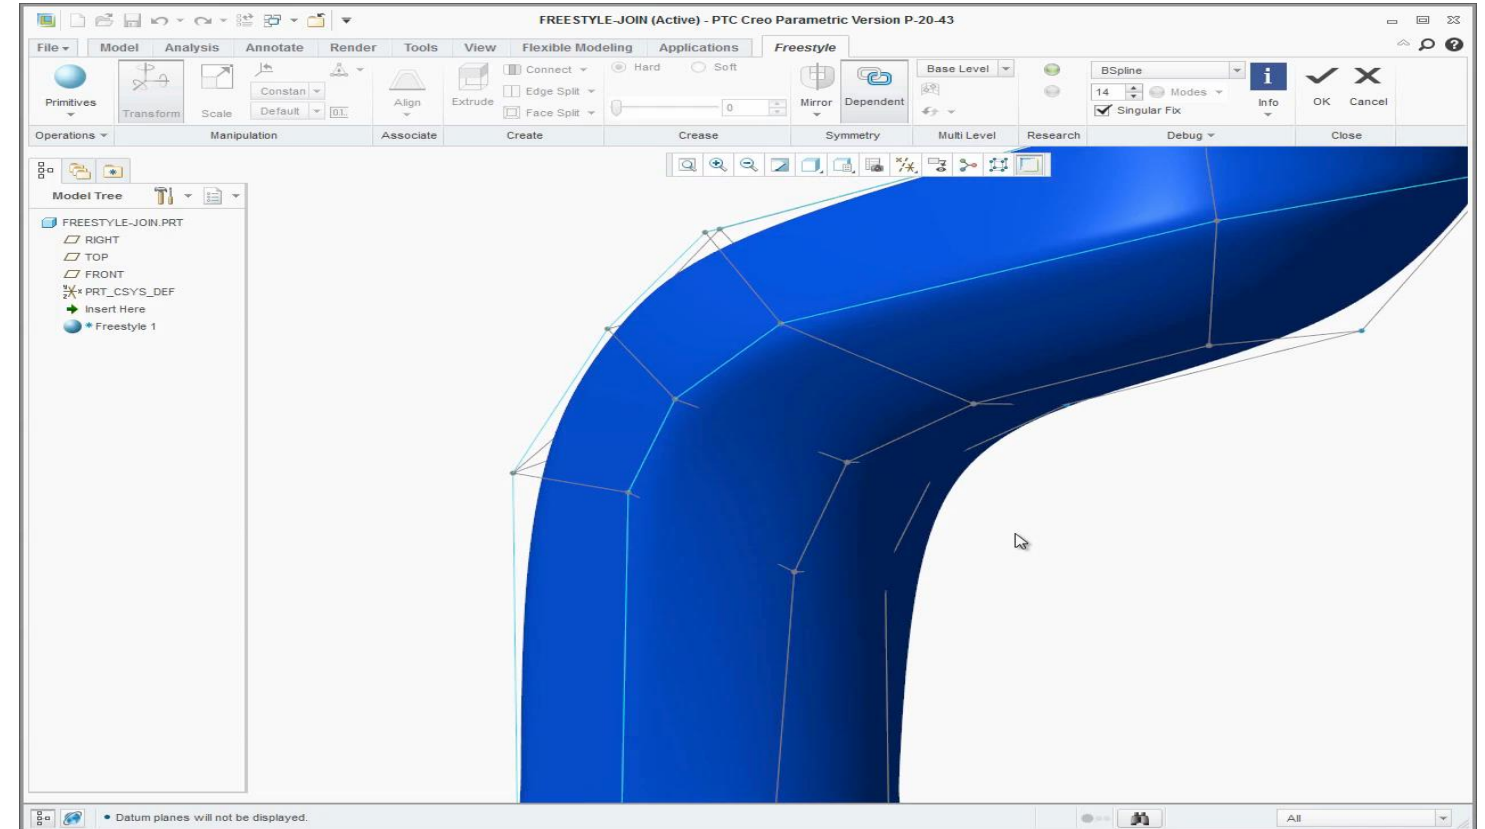 FREESTYLE-JOIN (Active) - PTC Creo Parametric Version P-20-43
File Model Analysis Annotate Render Tools View Flexible Modeling Applications Freestyle
Primitives
Transform
Scale
Constan
Default
01.
Align
Extrude
Connect
Edge Split
Face Split
Hard Soft
0
Mirror
Dependent
Base Level
BSpline
14 Modes
Singular Fix
i
Info
OK
Cancel
Operations Manipulation Associate Create Crease Symmetry Multi Level Research Debug Close
Model Tree
FREESTYLE-JOIN.PRT
RIGHT
TOP
FRONT
PRT_CSYS_DEF
Insert Here
* Freestyle 1
• Datum planes will not be displayed.
All